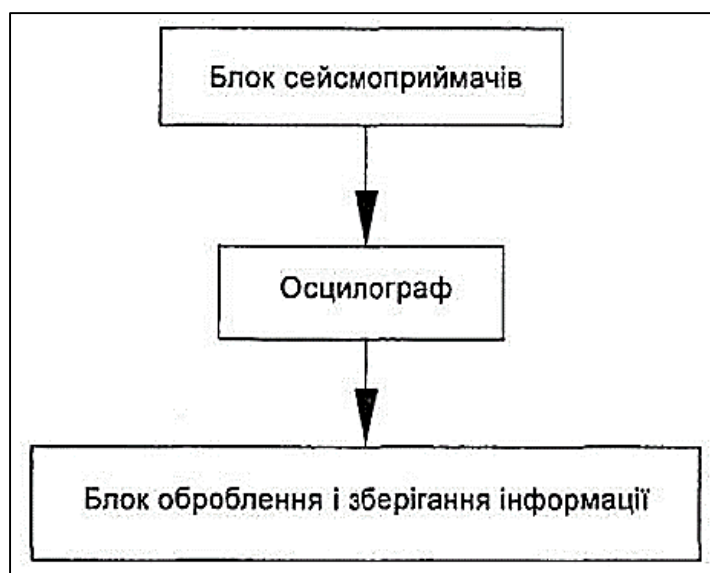 Блок сейсмоприймачів
Осцилограф
Блок оброблення і зберігання інформації